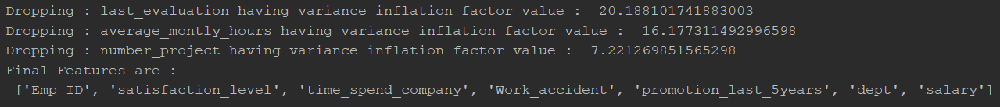 Dropping : last_evaluation having variance inflation factor value :  20.188101741883003
Dropping : average_montly_hours having variance inflation factor value :  16.177311492996598
Dropping : number_project having variance inflation factor value :  7.221269851565298
Final Features are :
 ['Emp ID', 'satisfaction_level', 'time_spend_company', 'Work_accident', 'promotion_last_5years', 'dept', 'salary']